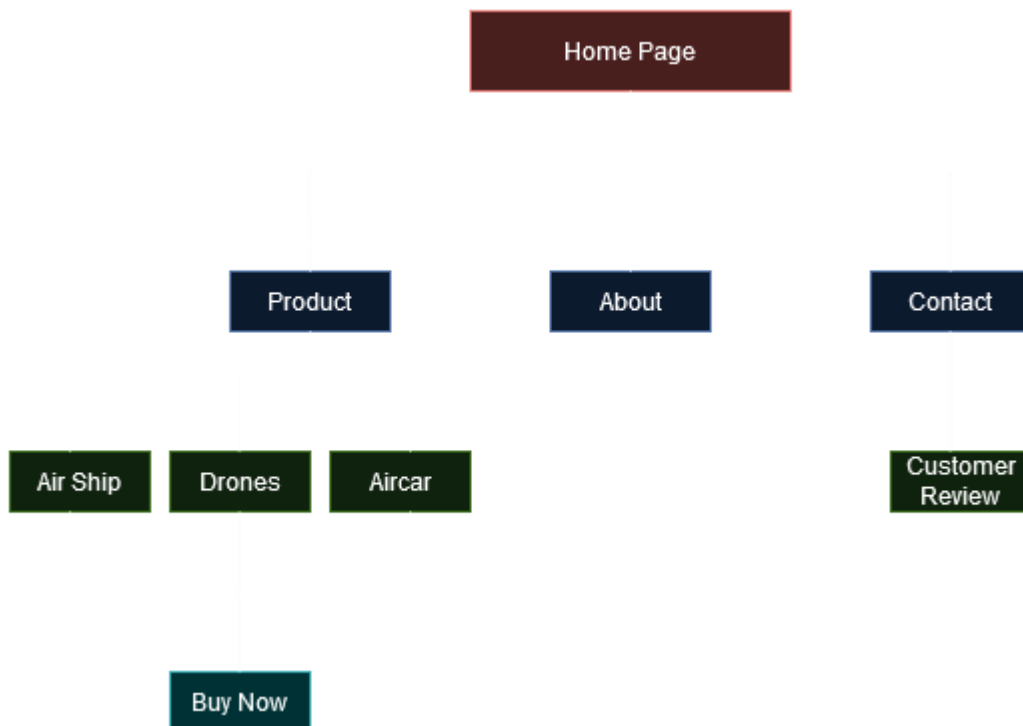 Home Page
Product
About
Contact
Air Ship
Drones
Aircar
Customer
Review
Buy Now